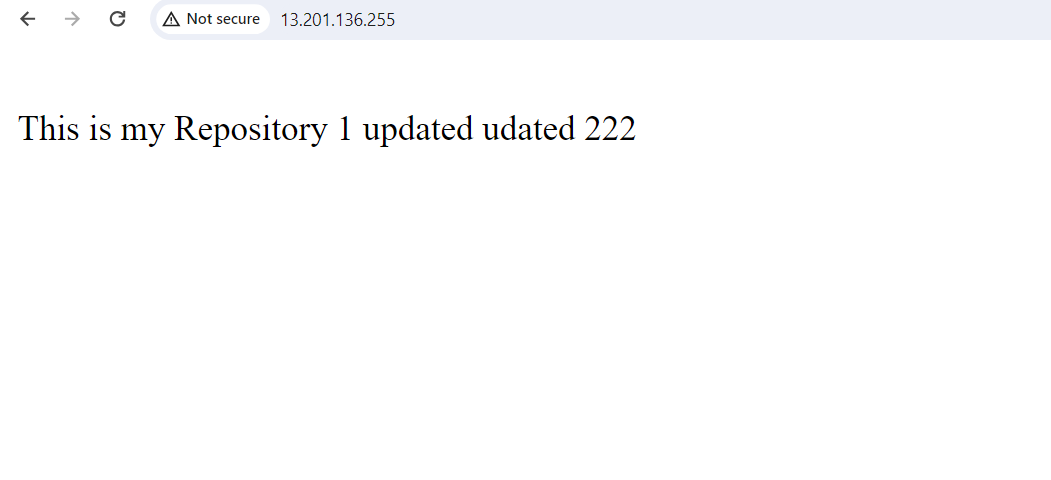 Not secure 13.201.136.255
This is my Repository 1 updated udated 222